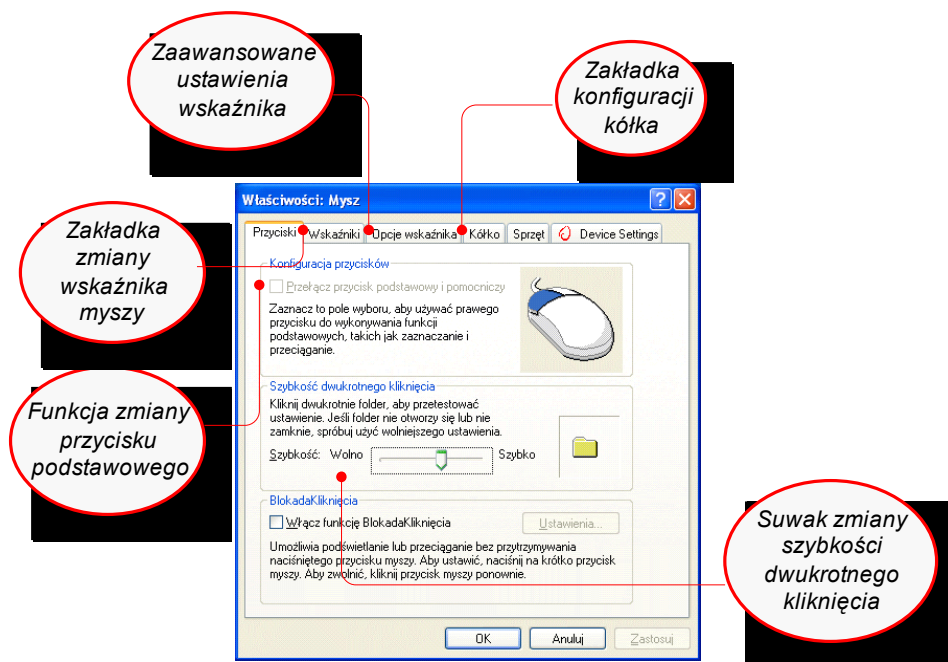 Zaawansowane
ustawienia
wskaźnika
Zakładka
konfiguracji
kółka
Zakładka
zmiany
wskaźnika
myszy
Funkcja zmiany
przycisku
podstawowego
Właściwości: Mysz
Przyciski Wskaźniki Opcje wskaźnika Kółko Sprzęt Device Settings
Konfiguracja przycisków
Przełącz przycisk podstawowy i pomocniczy
Zaznacz to pole wyboru, aby używać prawego
przycisku do wykonywania funkcji
podstawowych, takich jak zaznaczanie i
przeciąganie.
Szybkość dwukrotnego kliknięcia
Kliknij dwukrotnie folder, aby przetestować
ustawienie. Jeśli folder nie otworzy się lub nie
zamknie, spróbuj użyć wolniejszego ustawienia.
Szybkość: Wolno Szybko
BlokadaKliknięcia
Włącz funkcję BlokadaKliknięcia Ustawienia...
Umożliwia podświetlanie lub przeciąganie bez przytrzymywania
naciśniętego przycisku myszy. Aby ustawić, naciśnij na krótko przycisk
myszy. Aby zwolnić, kliknij przycisk myszy ponownie.
OK Anuluj Zastosuj
Suwak zmiany
szybkości
dwukrotnego
kliknięcia